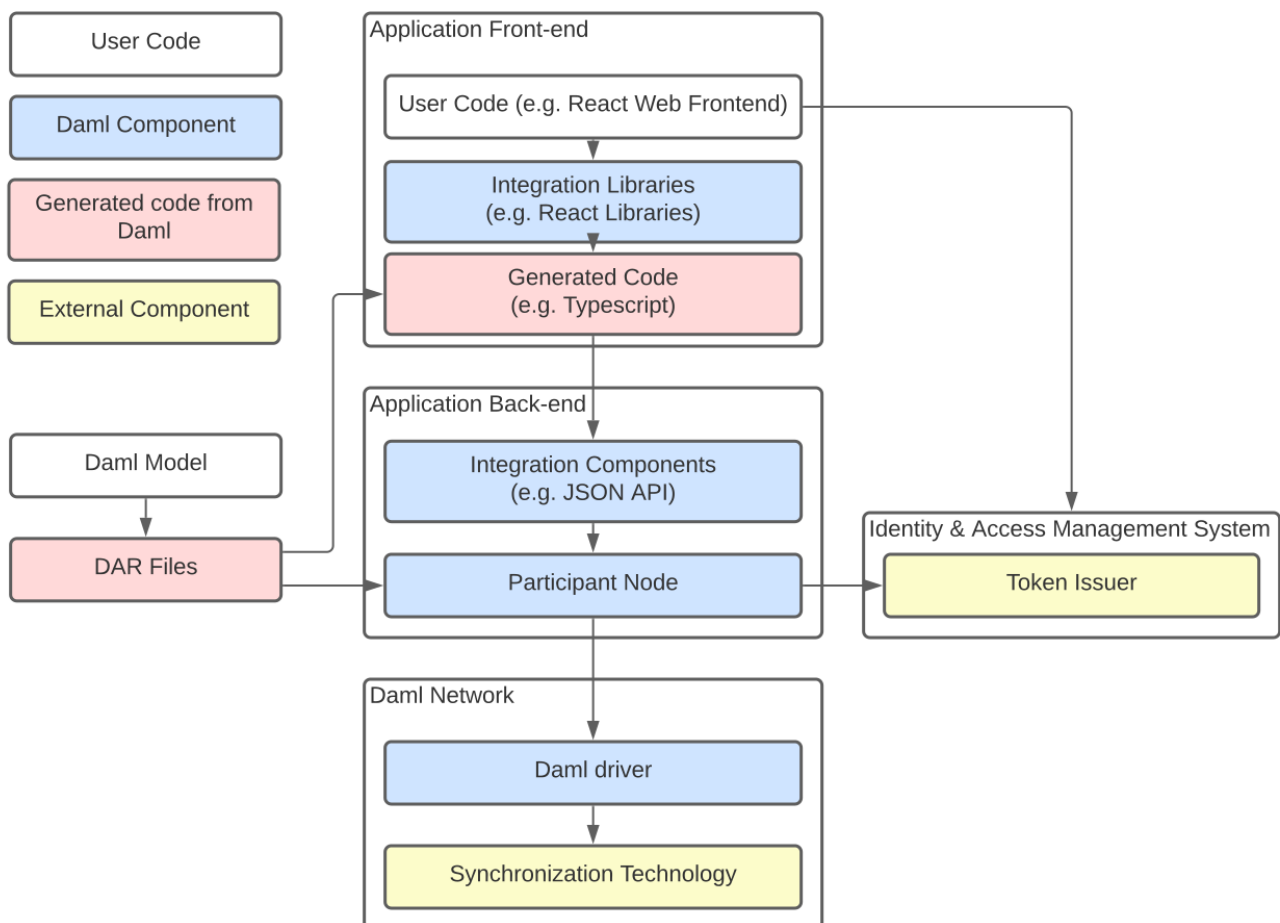 User Code
Daml Component
Generated code from
Daml
External Component
Daml Model
DAR Files
Application Front-end
User Code (e.g. React Web Frontend)
Integration Libraries
(e.g. React Libraries)
Generated Code
(e.g. Typescript)
Application Back-end
Integration Components
(e.g. JSON API)
Participant Node
Identity & Access Management System
Token Issuer
Daml Network
Daml driver
Synchronization Technology